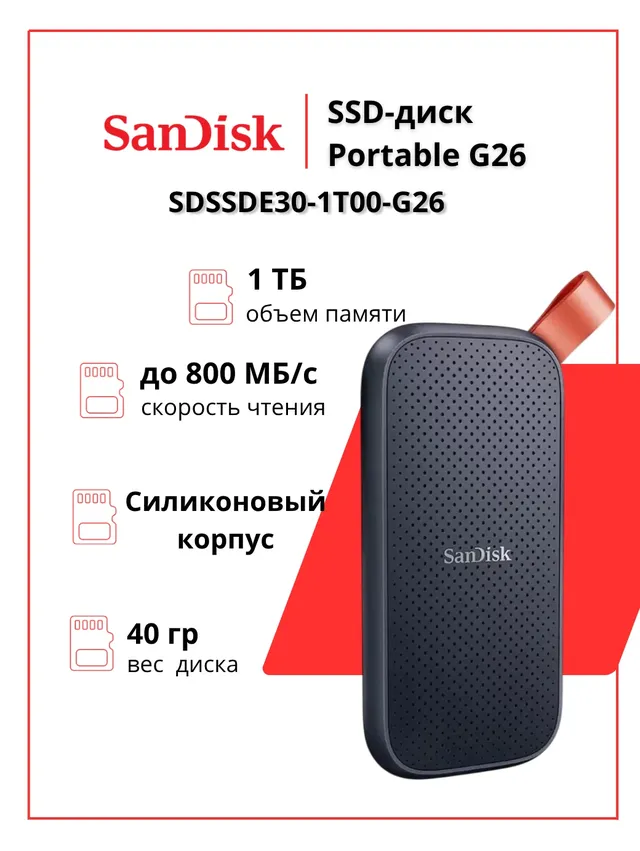 SanDisk
SSD-диск
Portable G26
SDSSDE30-1T00-G26
1 ТБ
объем памяти
до 800 МБ/с
скорость чтения
Силиконовый
корпус
40 гр
вес диска
SanDisk